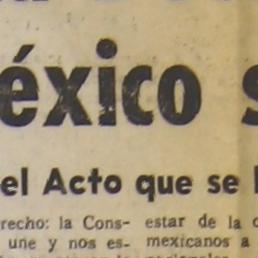 éxico s
el Acto que se
recho: la Cons- estar de la
une y nos es- mexicanos a